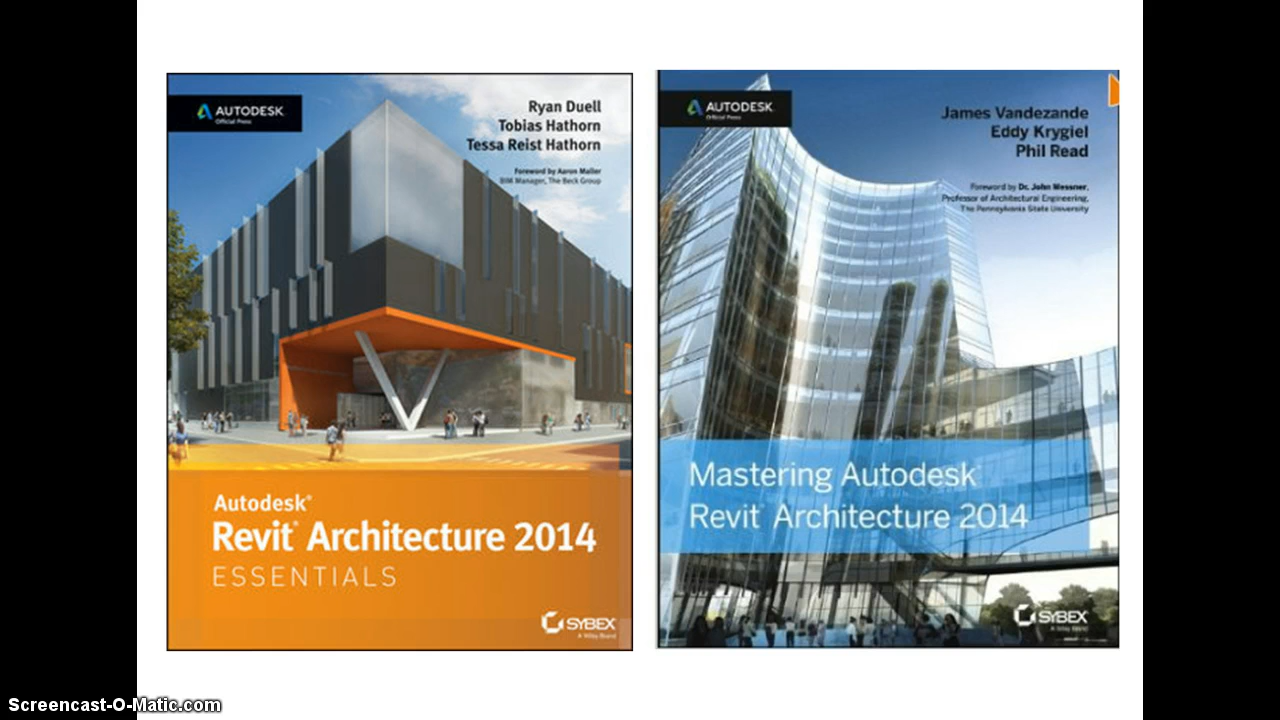 AUTODESK
Official Press
Ryan Duell
Tobias Hathorn
Tessa Reist Hathorn
Foreword by Aaron Maller
BIM Manager, The Beck Group
Autodesk®
Revit® Architecture 2014
ESSENTIALS
SYBEX
A Wiley Brand
AUTODESK
Official Press
James Vandezande
Eddy Krygiel
Phil Read
Foreword by Dr. John Messner,
Professor of Architectural Engineering,
The Pennsylvania State University
Mastering Autodesk®
Revit® Architecture 2014
SYBEX
A Wiley Brand
Screencast-O-Matic.com